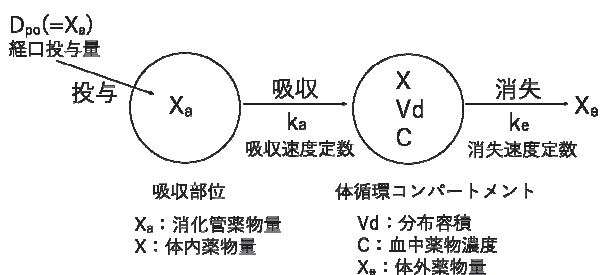 Dpo(=Xa)
経口投与量
投与
Xa
吸収
ka
吸収速度定数
X
Vd
C
消失
ke
消失速度定数
Xe
吸収部位
体循環コンパートメント
Xa：消化管薬物量
X：体内薬物量
Vd：分布容積
C：血中薬物濃度
Xe：体外薬物量